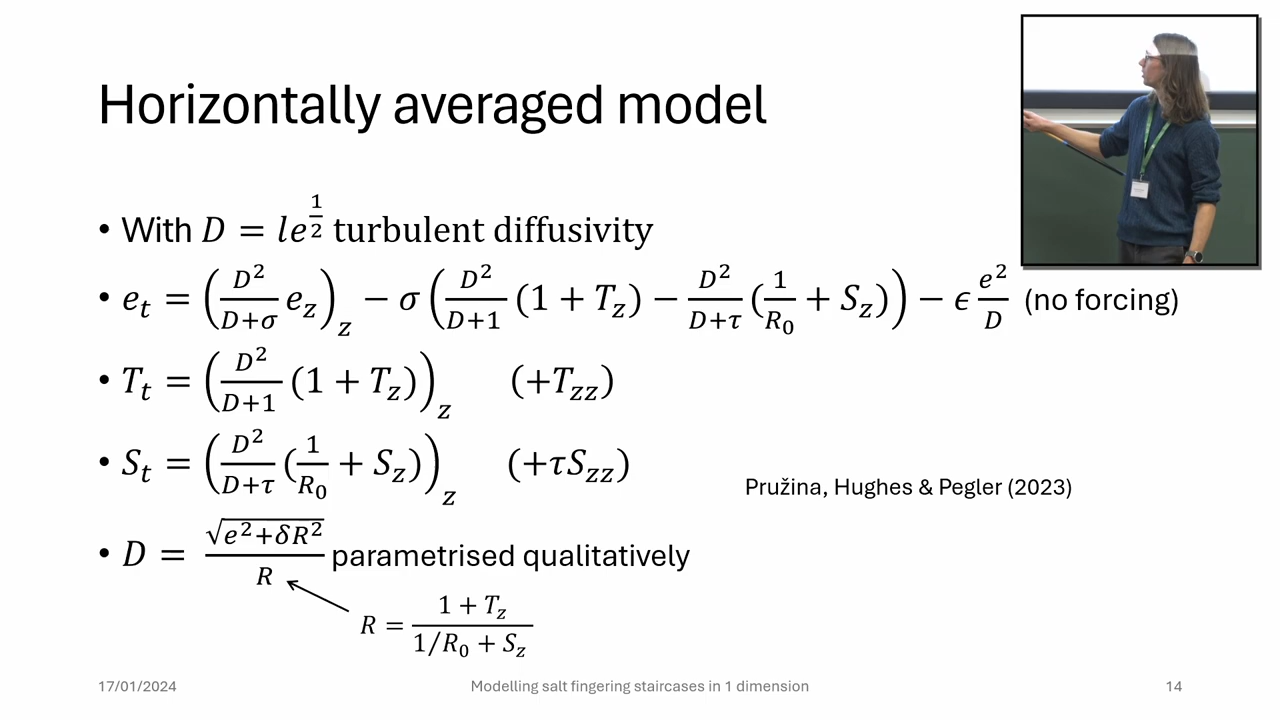 Horizontally averaged model
• With D = le^{1/2} turbulent diffusivity
• e_t = (D²/(D+σ) e_z)_z − σ(D²/(D+1) (1 + T_z) − D²/(D+τ) (1/R₀ + S_z)) − ϵ e²/D (no forcing)
• T_t = (D²/(D+1) (1 + T_z))_z (+T_zz)
• S_t = (D²/(D+τ) (1/R₀ + S_z))_z (+τS_zz)
Pružina, Hughes & Pegler (2023)
• D = √(e²+δR²)/R parametrised qualitatively
R = (1 + T_z)/(1/R₀ + S_z)
17/01/2024 Modelling salt fingering staircases in 1 dimension 14